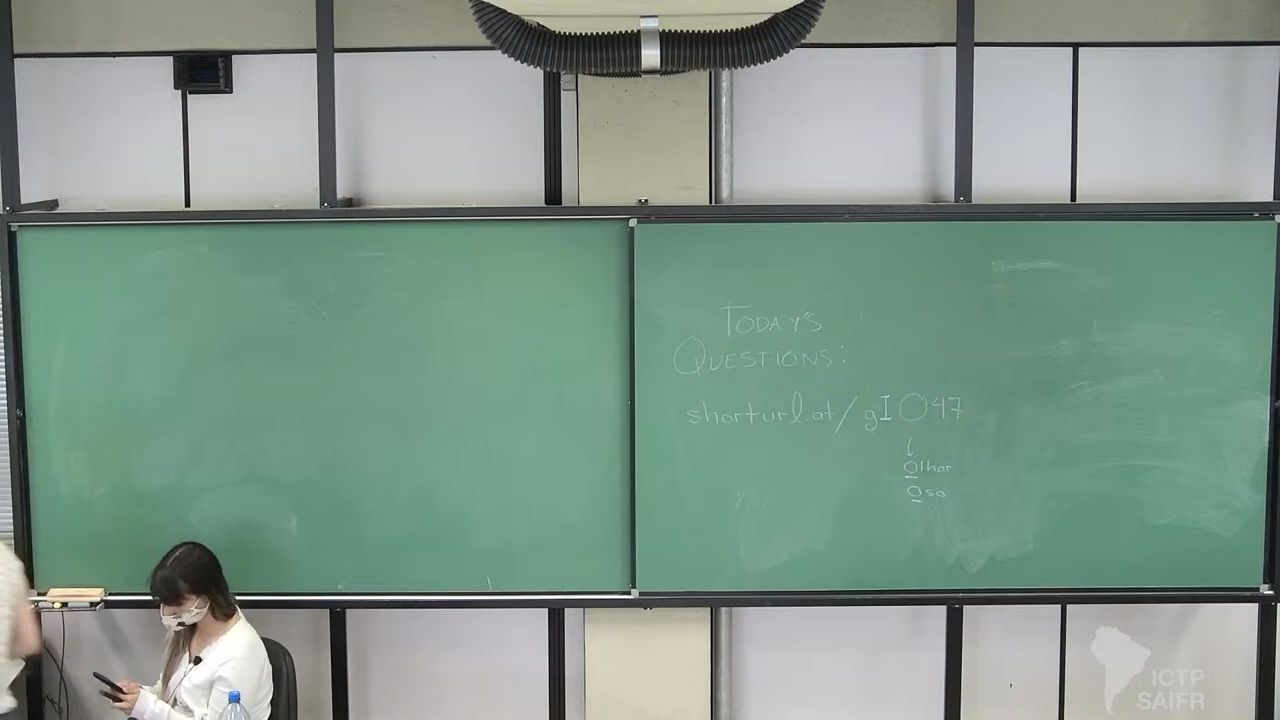 TODAY'S
QUESTIONS:
shorturl.at/gIO47
Olhar
Oso
ICTP
SAIFR